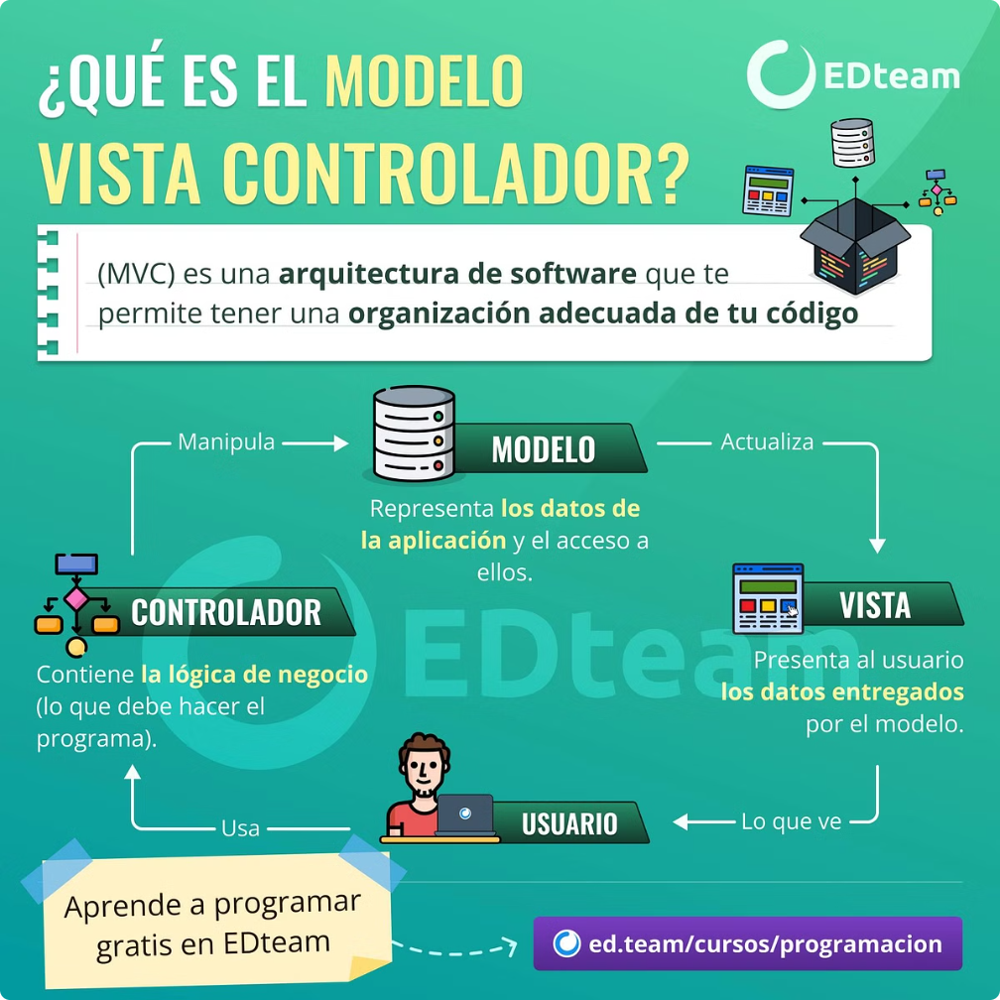 ¿QUÉ ES EL MODELO
VISTA CONTROLADOR?
EDteam
(MVC) es una arquitectura de software que te
permite tener una organización adecuada de tu código
Manipula
MODELO
Actualiza
Representa los datos de
la aplicación y el acceso a
ellos.
CONTROLADOR
Contiene la lógica de negocio
(lo que debe hacer el
programa).
VISTA
Presenta al usuario
los datos entregados
por el modelo.
EDteam
Usa
USUARIO
Lo que ve
Aprende a programar
gratis en EDteam
ed.team/cursos/programacion